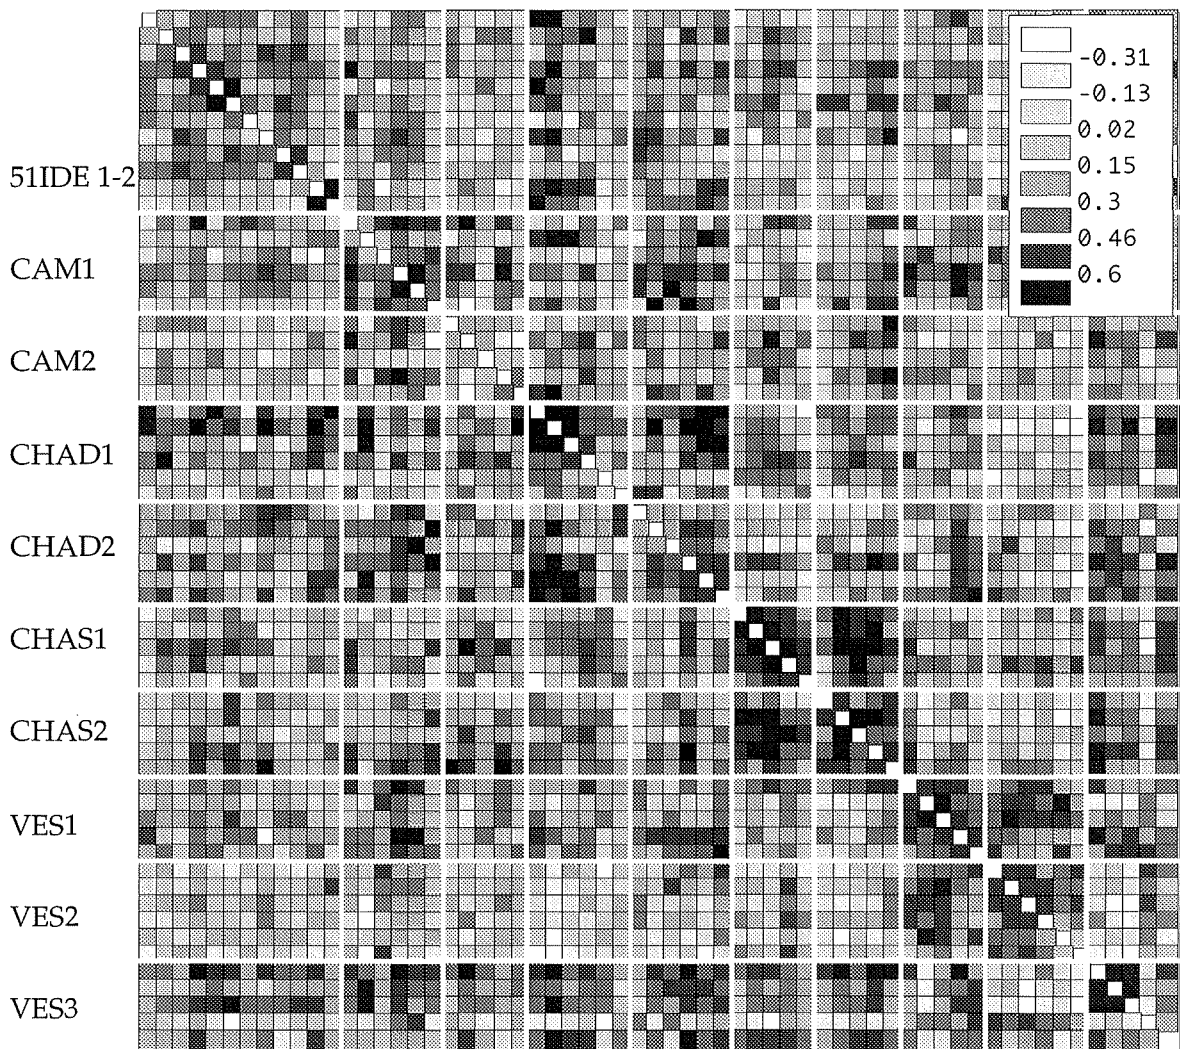 -0.31
-0.13
0.02
0.15
0.3
0.46
0.6
51IDE 1-2
CAM1
CAM2
CHAD1
CHAD2
CHAS1
CHAS2
VES1
VES2
VES3